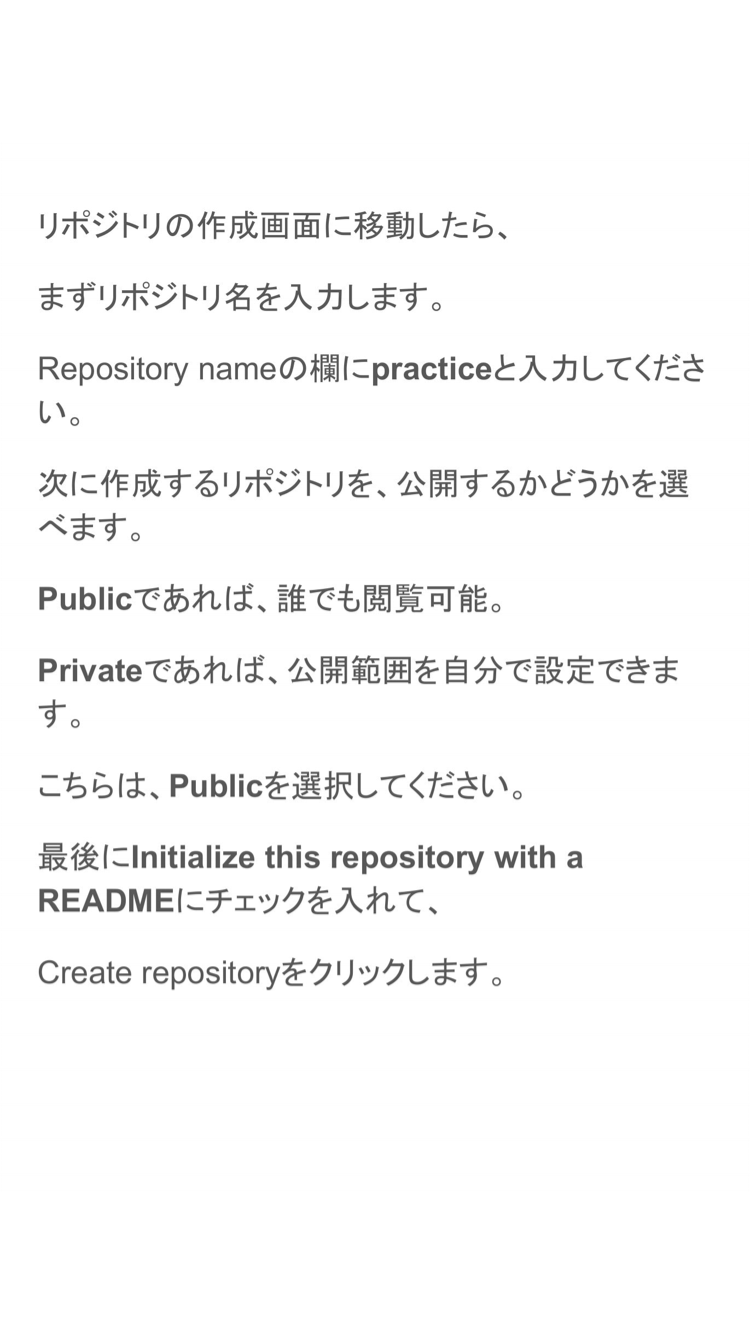 リポジトリの作成画面に移動したら、
まずリポジトリ名を入力します。
Repository nameの欄にpracticeと入力してくださ
い。
次に作成するリポジトリを、公開するかどうかを選
べます。
Publicであれば、誰でも閲覧可能。
Privateであれば、公開範囲を自分で設定できま
す。
こちらは、Publicを選択してください。
最後にInitialize this repository with a
READMEにチェックを入れて、
Create repositoryをクリックします。